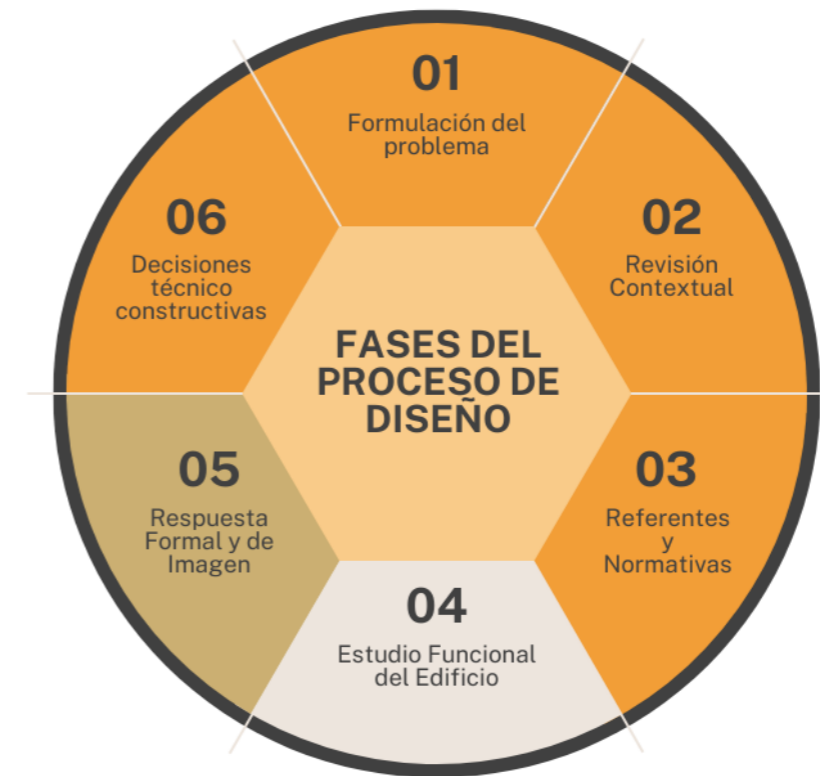 FASES DEL
PROCESO DE
DISEÑO
01
Formulación del
problema
02
Revisión
Contextual
03
Referentes
y
Normativas
04
Estudio Funcional
del Edificio
05
Respuesta
Formal y de
Imagen
06
Decisiones
técnico
constructivas